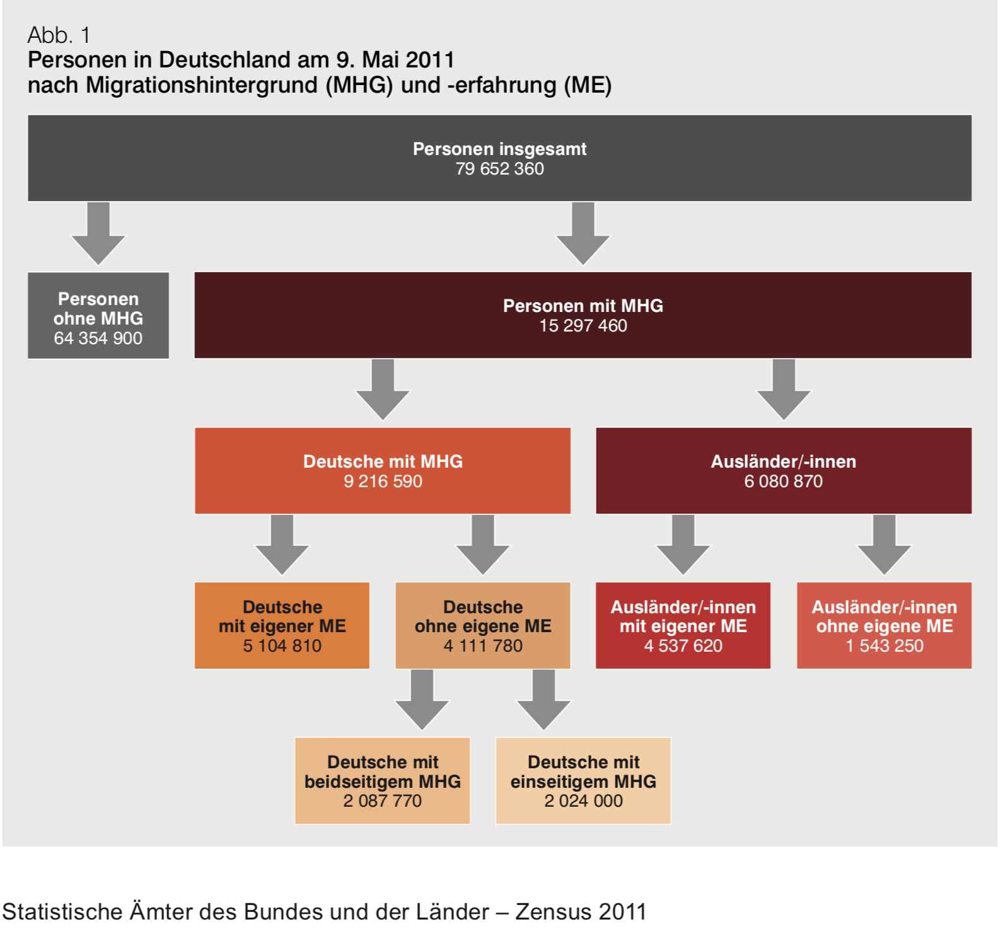 Abb. 1
Personen in Deutschland am 9. Mai 2011
nach Migrationshintergrund (MHG) und -erfahrung (ME)
Personen insgesamt
79 652 360
Personen
ohne MHG
64 354 900
Personen mit MHG
15 297 460
Deutsche mit MHG
9 216 590
Ausländer/-innen
6 080 870
Deutsche
mit eigener ME
5 104 810
Deutsche
ohne eigene ME
4 111 780
Ausländer/-innen
mit eigener ME
4 537 620
Ausländer/-innen
ohne eigene ME
1 543 250
Deutsche mit
beidseitigem MHG
2 087 770
Deutsche mit
einseitigem MHG
2 024 000
Statistische Ämter des Bundes und der Länder – Zensus 2011